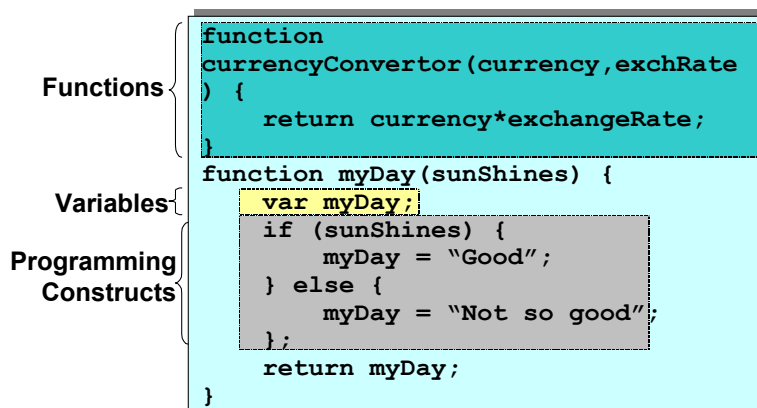 function
currencyConvertor(currency,exchRate
) {
Functions
return currency*exchangeRate;
}
function myDay(sunShines) {
Variables
var myDay;
if (sunShines) {
myDay = “Good”;
Programming
Constructs
} else {
myDay = “Not so good”;
};
return myDay;
}